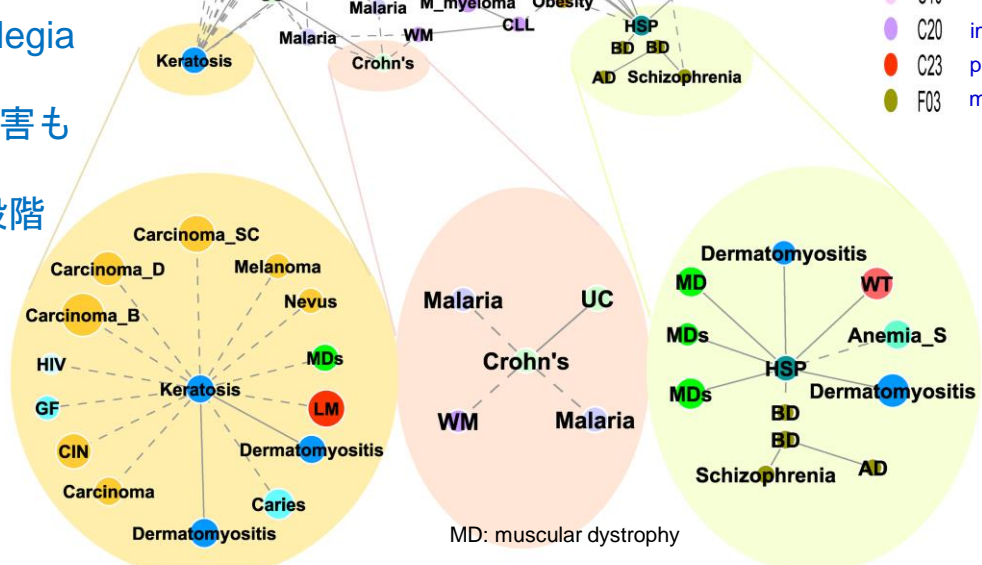 Malaria
M_myeloma
Obesity
legia
Malaria
WM
CLL
HSP
C20
BD
BD
Keratosis
Crohn's
AD
Schizophrenia
C23
p
F03
m
害も
段階
Carcinoma_SC
Carcinoma_D
Melanoma
Nevus
Carcinoma_B
HIV
MDs
Keratosis
GF
LM
CIN
Dermatomyositis
Carcinoma
Caries
Dermatomyositis
Malaria
UC
Crohn's
WM
Malaria
MD: muscular dystrophy
Dermatomyositis
MD
WT
MDs
Anemia_S
HSP
MDs
Dermatomyositis
BD
BD
Schizophrenia
AD